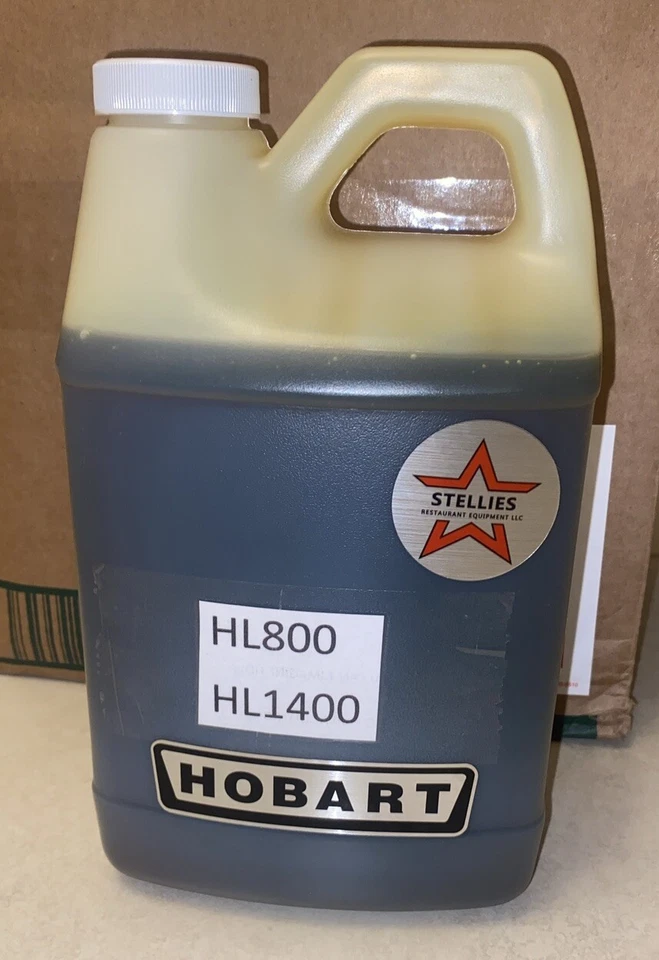 STELLIES
RESTAURANT EQUIPMENT LLC
HL800
HL1400
HOBART